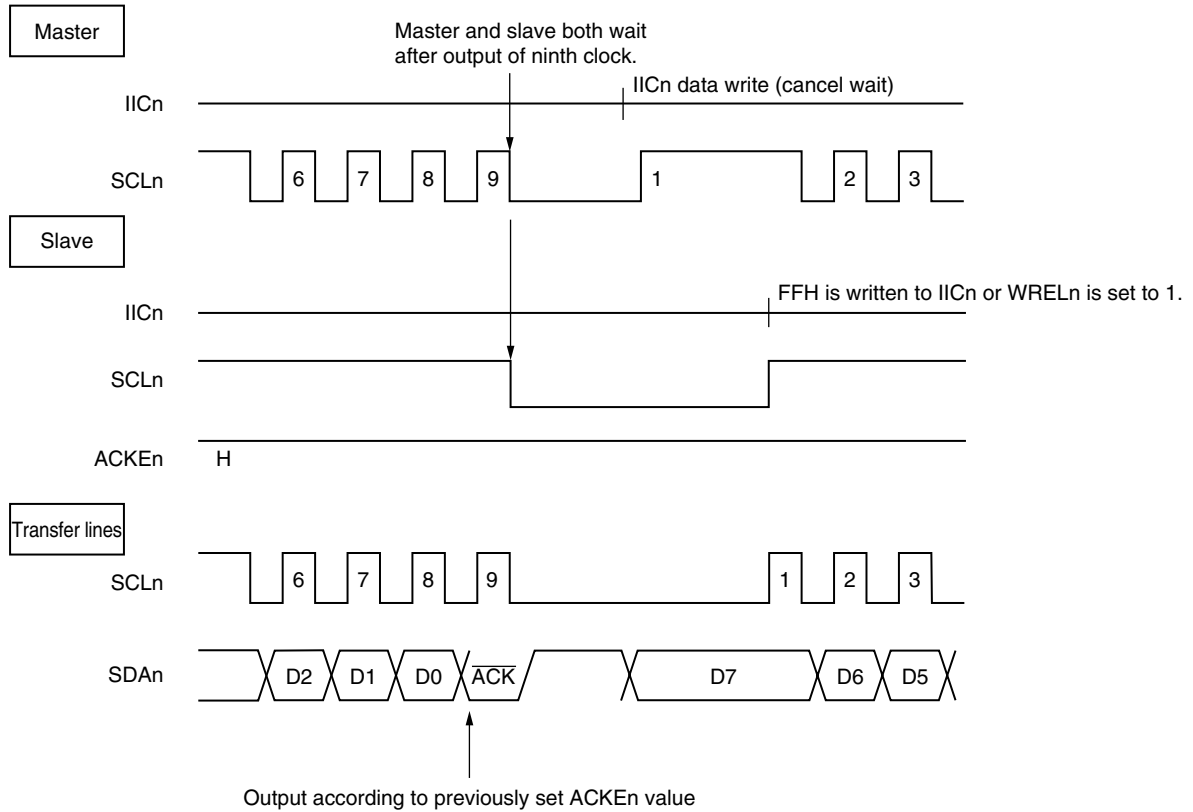 Master
Master and slave both wait
after output of ninth clock.
IICn data write (cancel wait)
IICn
SCLn
6 7 8 9 1 2 3
Slave
FFH is written to IICn or WRELn is set to 1.
IICn
SCLn
ACKEn H
Transfer lines
SCLn
6 7 8 9 1 2 3
SDAn
D2 D1 D0 ACK D7 D6 D5
Output according to previously set ACKEn value